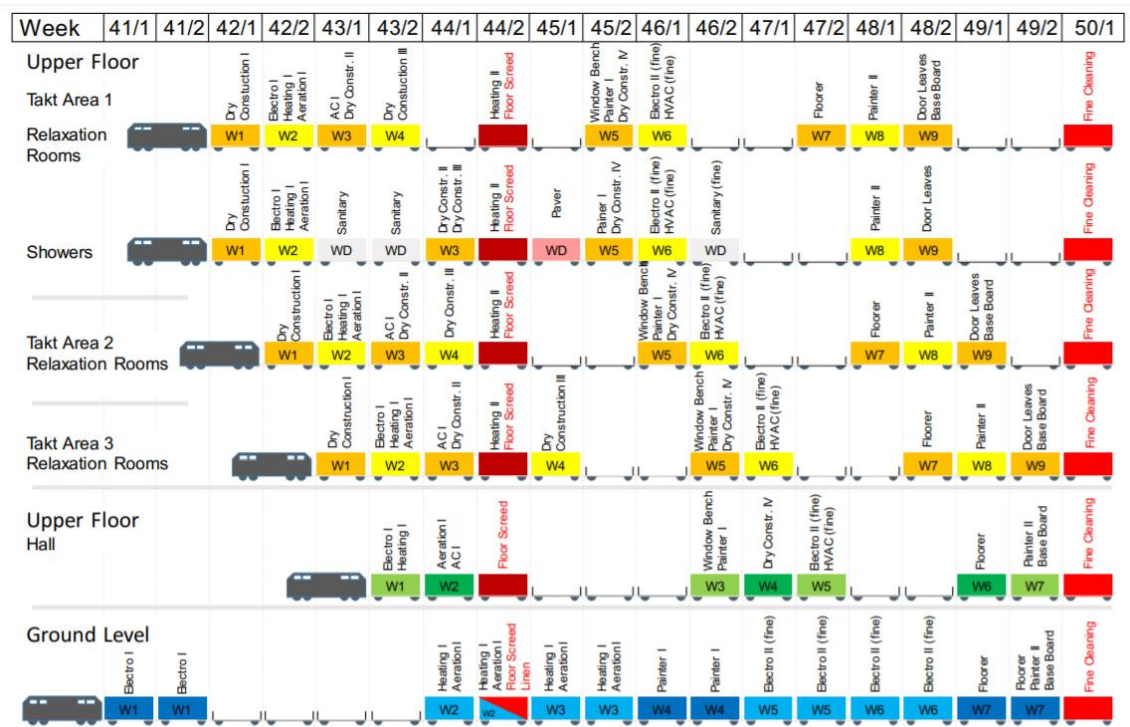 Week 41/1 41/2 42/1 42/2 43/1 43/2 44/1 44/2 45/1 45/2 46/1 46/2 47/1 47/2 48/1 48/2 49/1 49/2 50/1
Upper Floor
Takt Area 1
Relaxation
Rooms
Dry
Constuction I
Electro I
Heating I
Aeration I
AC I
Dry Constr. II
Dry
Constuction III
Heating II
Floor Screed
Window Bench
Painter I
Dry Constr. IV
Electro II (fine)
HVAC (fine)
Floorer
Painter II
Door Leaves
Base Board
Fine Cleaning
W1 W2 W3 W4 W5 W6 W7 W8 W9
Showers
Dry
Construction I
Electro I
Heating I
Aeration I
Sanitary
Sanitary
Dry Constr. II
Dry Constr. III
Heating II
Floor Screed
Paver
Painer I
Dry Constr. IV
Electro II (fine)
HVAC (fine)
Sanitary (fine)
Painter II
Door Leaves
Fine Cleaning
W1 W2 WD WD W3 WD W5 W6 WD W8 W9
Takt Area 2
Relaxation Rooms
Dry
Construction I
Electro I
Heating I
Aeration I
AC I
Dry Constr. II
Dry Constr. III
Heating II
Floor Screed
Window Bench
Painter I
Dry Constr. IV
Electro II (fine)
HVAC (fine)
Floorer
Painter II
Door Leaves
Base Board
Fine Cleaning
W1 W2 W3 W4 W5 W6 W7 W8 W9
Takt Area 3
Relaxation Rooms
Dry
Construction I
Electro I
Heating I
Aeration I
AC I
Dry Constr. II
Heating II
Floor Screed
Dry
Construction III
Window Bench
Painter I
Dry Constr. IV
Electro II (fine)
HVAC (fine)
Floorer
Painter II
Door Leaves
Base Board
Fine Cleaning
W1 W2 W3 W4 W5 W6 W7 W8 W9
Upper Floor
Hall
Electro I
Heating I
Aeration I
AC I
Floor Screed
Window Bench
Painter I
Dry Constr. IV
Electro II (fine)
HVAC (fine)
Floorer
Painter II
Base Board
Fine Cleaning
W1 W2 W3 W4 W5 W6 W7
Ground Level
Electro I
Electro I
Heating I
Aeration I
Heating I
Aeration I
Floor Screed
Linen
Heating I
Aeration I
Heating I
Aeration I
Painter I
Painter I
Electro II (fine)
Electro II (fine)
Electro II (fine)
Electro II (fine)
Floorer
Floorer
Painter II
Base Board
Fine Cleaning
W1 W1 W2 W2 W3 W3 W4 W4 W5 W5 W6 W6 W7 W7